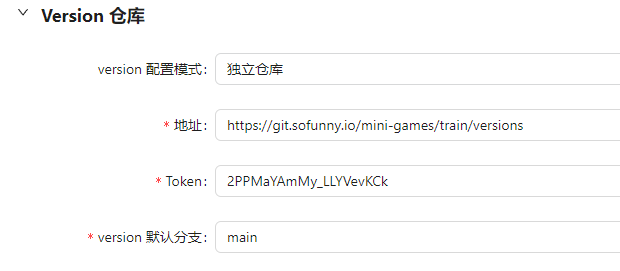 Version 仓库
version 配置模式: 独立仓库
* 地址: https://git.sofunny.io/mini-games/train/versions
* Token: 2PPMaYAmMy_LLYVevKCk
* version 默认分支: main